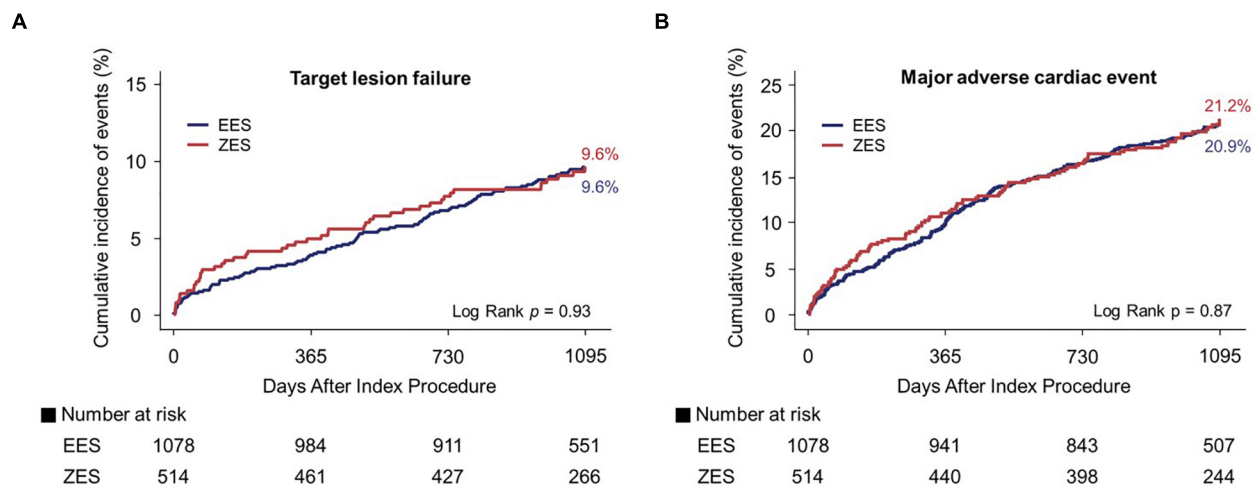 A
Target lesion failure
Cumulative incidence of events (%)
15
10
5
0
EES
ZES
9.6%
9.6%
Log Rank p = 0.93
0 365 730 1095
Days After Index Procedure
■ Number at risk
EES 1078 984 911 551
ZES 514 461 427 266
B
Major adverse cardiac event
Cumulative incidence of events (%)
25
20
15
10
5
0
EES
ZES
21.2%
20.9%
Log Rank p = 0.87
0 365 730 1095
Days After Index Procedure
■ Number at risk
EES 1078 941 843 507
ZES 514 440 398 244